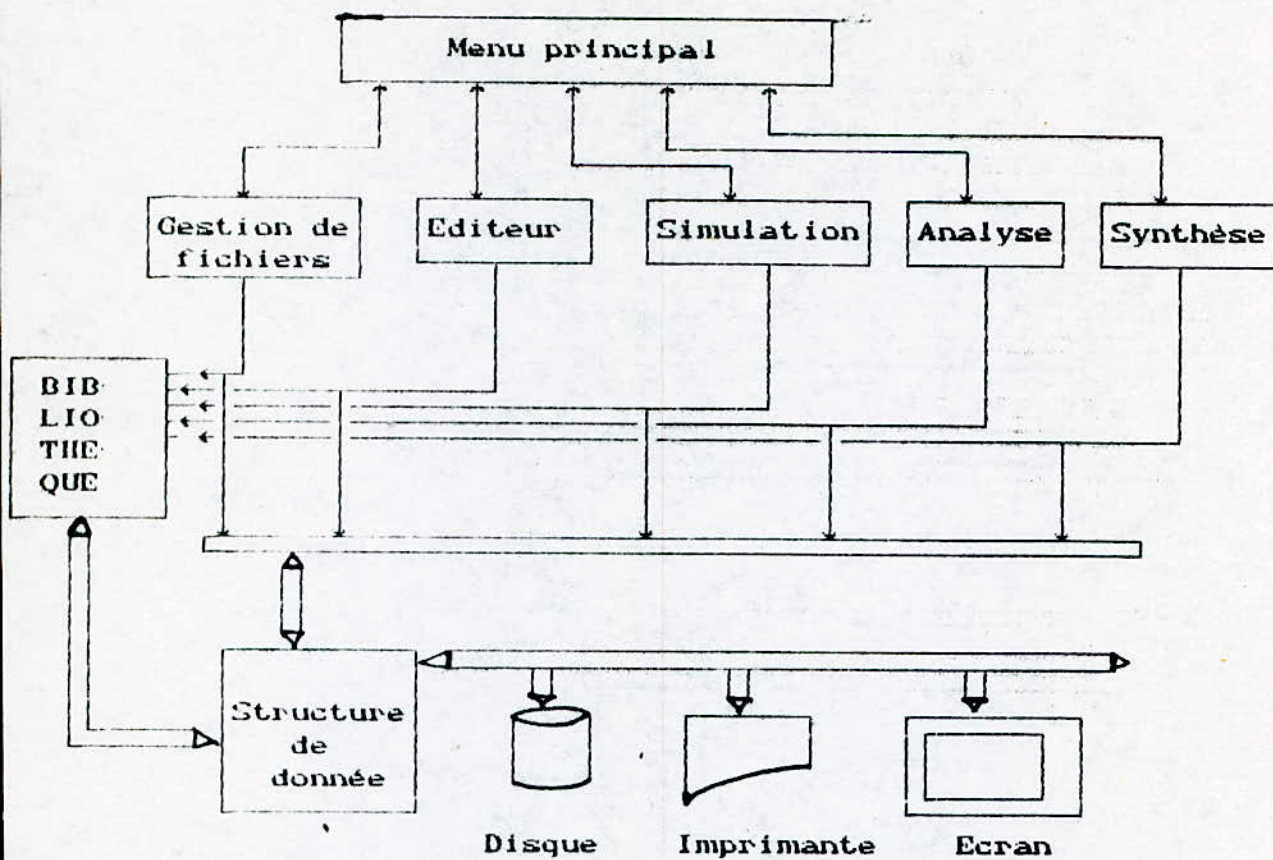 Menu principal
Gestion de
fichiers
Editeur
Simulation
Analyse
Synthèse
BIB
LIO
THE
QUE
Structure
de
donnée
Disque
Imprimante
Ecran